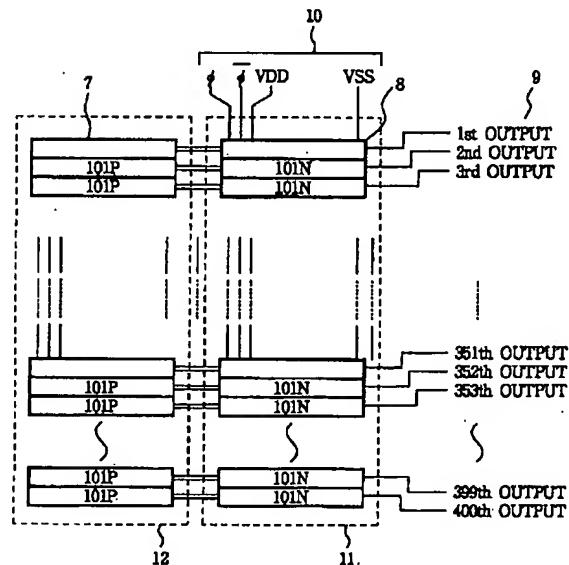 10
φ φ̅ VDD VSS
7 8 9
1st OUTPUT
2nd OUTPUT
101P 101N 3rd OUTPUT
101P 101N
351th OUTPUT
101P 101N 352th OUTPUT
101P 101N 353th OUTPUT
101P 101N 399th OUTPUT
101P 101N 400th OUTPUT
12 11